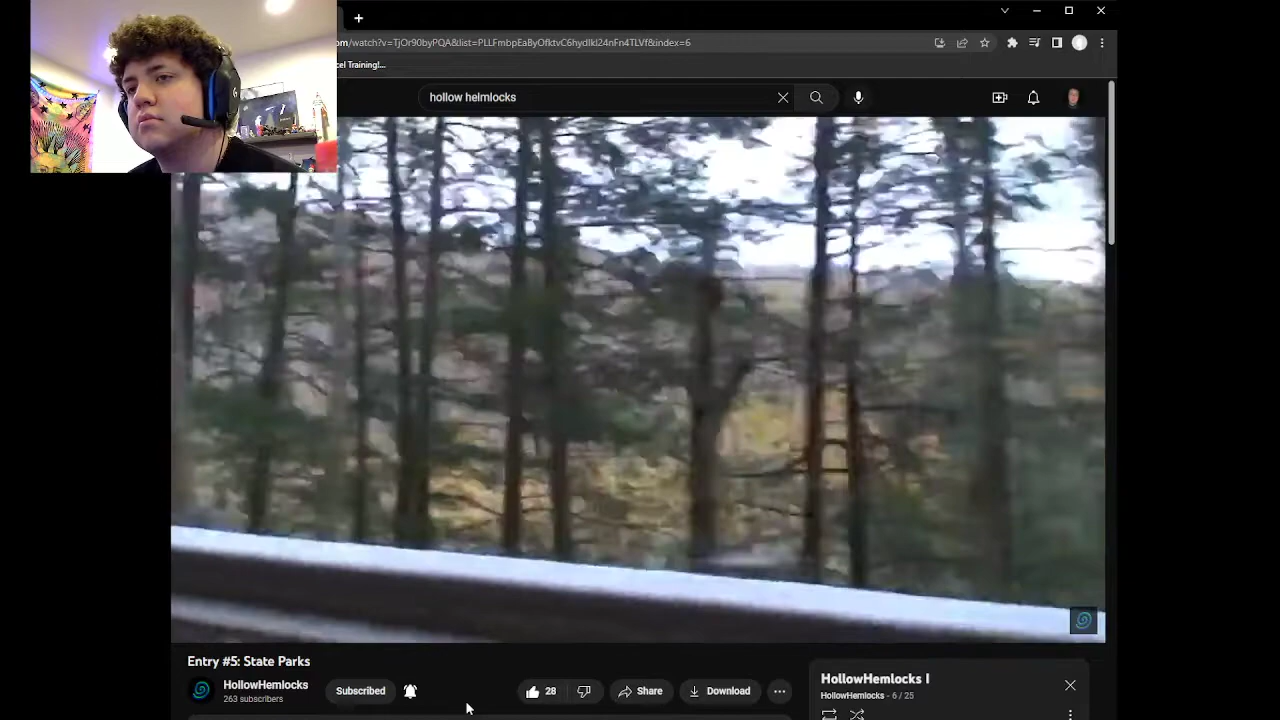 om/watch?v=TjOr90byPQA&list=PLLFmbpEaByOfktvC6hydIkI24nFn4TLVf&index=6
cel Training!...
hollow helmlocks
Entry #5: State Parks
HollowHemlocks
263 subscribers
Subscribed
28
Share
Download
HollowHemlocks I
HollowHemlocks - 6 / 25